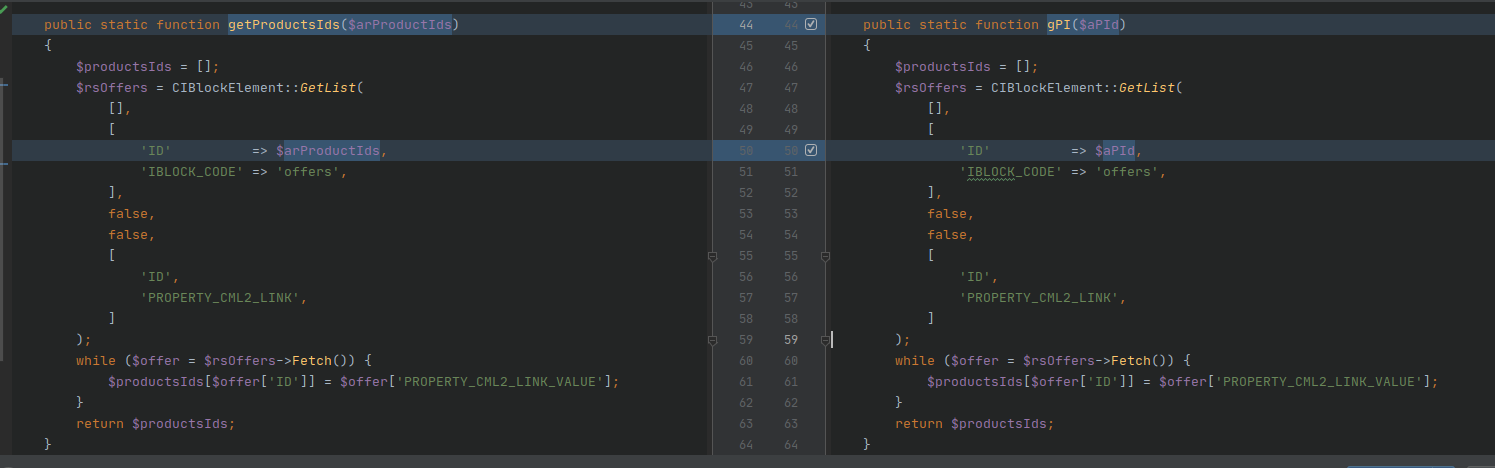 43 43
public static function getProductsIds($arProductIds) 44 44 public static function gPI($aPId)
{ 45 45 {
$productsIds = []; 46 46 $productsIds = [];
$rsOffers = CIBlockElement::GetList( 47 47 $rsOffers = CIBlockElement::GetList(
[], 48 48 [],
[ 49 49 [
'ID' => $arProductIds, 50 50 'ID' => $aPId,
'IBLOCK_CODE' => 'offers', 51 51 'IBLOCK_CODE' => 'offers',
], 52 52 ],
false, 53 53 false,
false, 54 54 false,
[ 55 55 [
'ID', 56 56 'ID',
'PROPERTY_CML2_LINK', 57 57 'PROPERTY_CML2_LINK',
] 58 58 ]
); 59 59 );
while ($offer = $rsOffers->Fetch()) { 60 60 while ($offer = $rsOffers->Fetch()) {
$productsIds[$offer['ID']] = $offer['PROPERTY_CML2_LINK_VALUE']; 61 61 $productsIds[$offer['ID']] = $offer['PROPERTY_CML2_LINK_VALUE'];
} 62 62 }
return $productsIds; 63 63 return $productsIds;
} 64 64 }